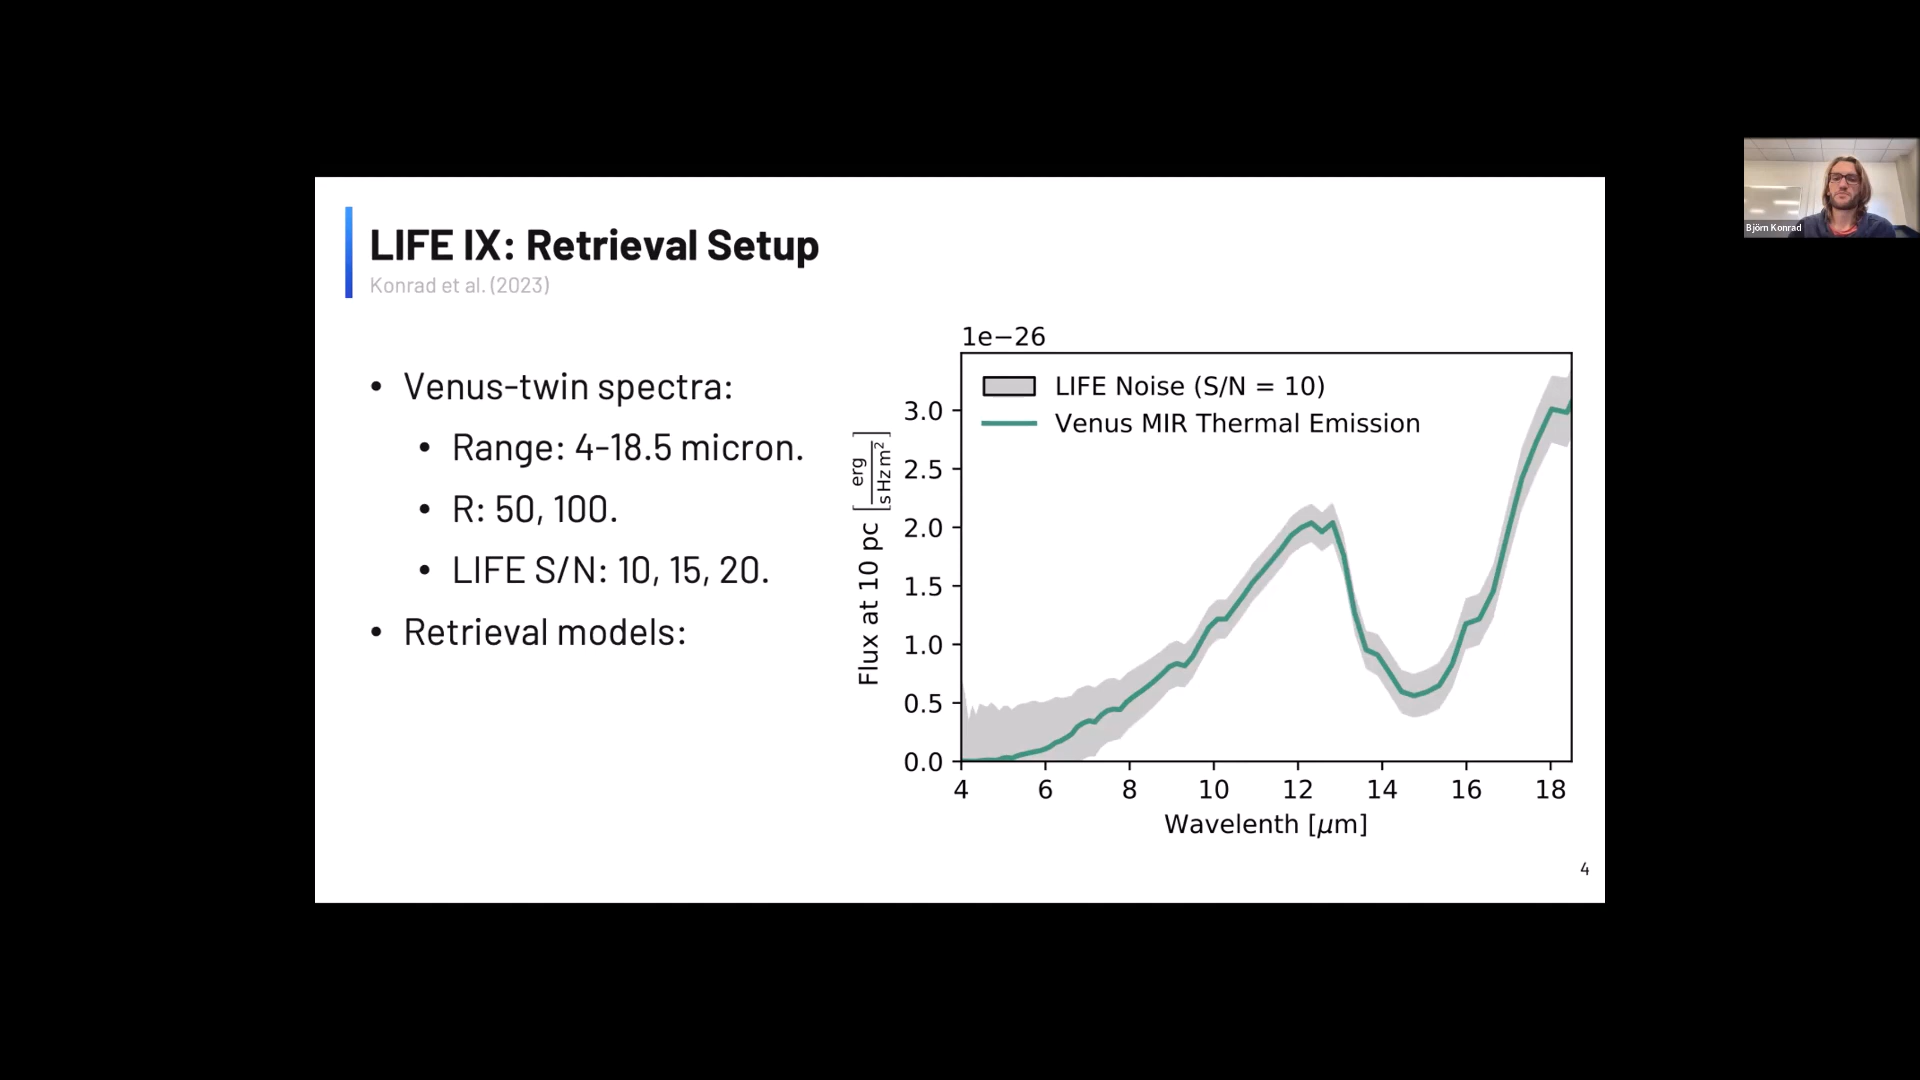 LIFE IX: Retrieval Setup
Konrad et al. (2023)
• Venus-twin spectra:
• Range: 4-18.5 micron.
• R: 50, 100.
• LIFE S/N: 10, 15, 20.
• Retrieval models:
1e−26
LIFE Noise (S/N = 10)
Venus MIR Thermal Emission
Flux at 10 pc [erg / s Hz m²]
3.0
2.5
2.0
1.5
1.0
0.5
0.0
4 6 8 10 12 14 16 18
Wavelenth [μm]
4
Björn Konrad